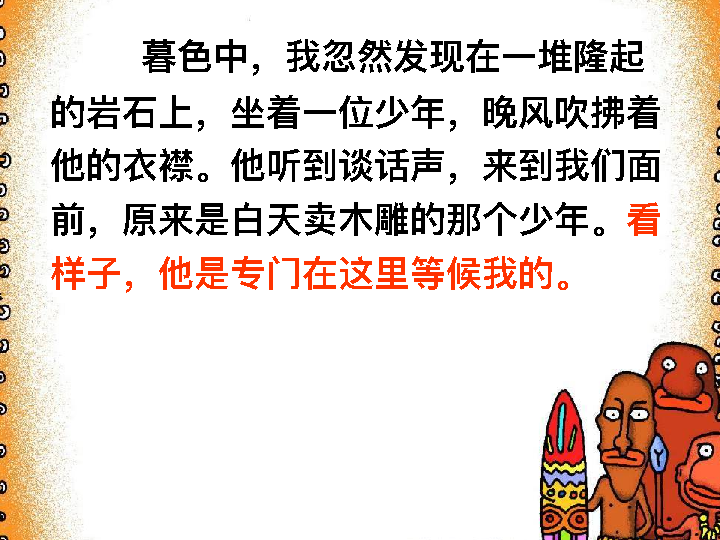 暮色中，我忽然发现在一堆隆起
的岩石上，坐着一位少年，晚风吹拂着
他的衣襟。他听到谈话声，来到我们面
前，原来是白天卖木雕的那个少年。看
样子，他是专门在这里等候我的。